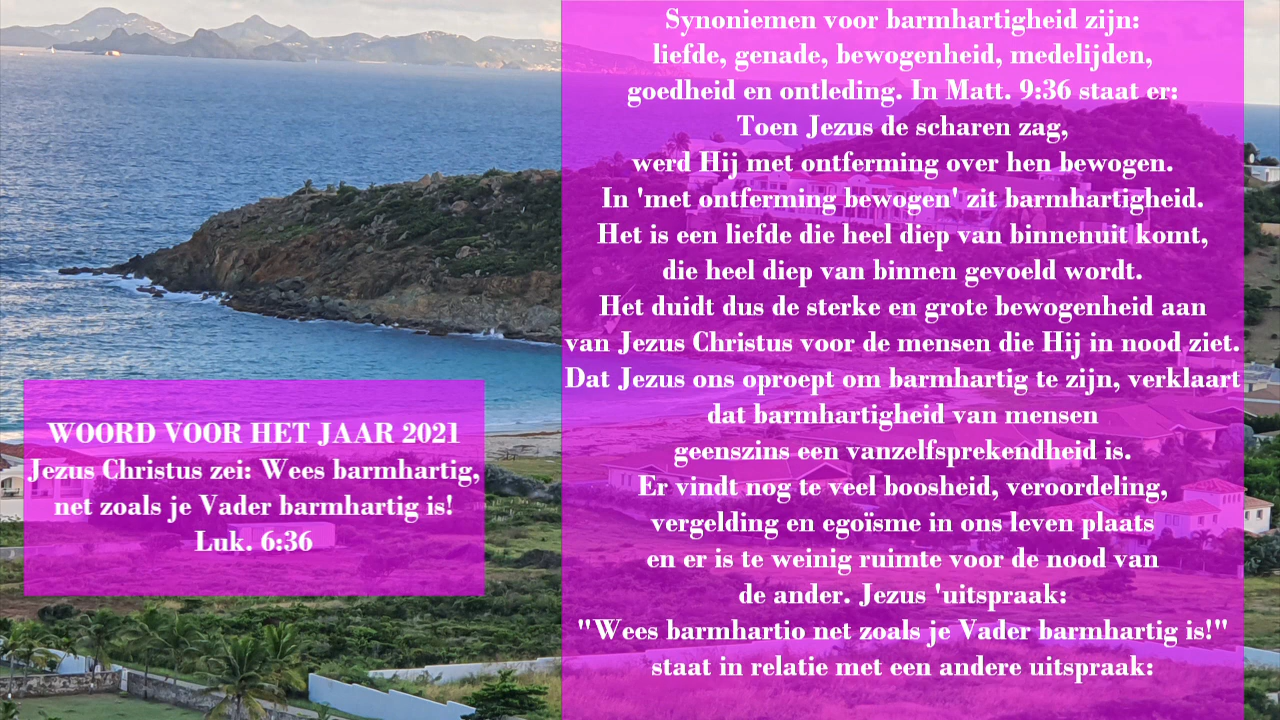 WOORD VOOR HET JAAR 2021
Jezus Christus zei: Wees barmhartig,
net zoals je Vader barmhartig is!
Luk. 6:36
Synoniemen voor barmhartigheid zijn:
liefde, genade, bewogenheid, medelijden,
goedheid en ontleding. In Matt. 9:36 staat er:
Toen Jezus de scharen zag,
werd Hij met ontferming over hen bewogen.
In 'met ontferming bewogen' zit barmhartigheid.
Het is een liefde die heel diep van binnenuit komt,
die heel diep van binnen gevoeld wordt.
Het duidt dus de sterke en grote bewogenheid aan
van Jezus Christus voor de mensen die Hij in nood ziet.
Dat Jezus ons oproept om barmhartig te zijn, verklaart
dat barmhartigheid van mensen
geenszins een vanzelfsprekendheid is.
Er vindt nog te veel boosheid, veroordeling,
vergelding en egoïsme in ons leven plaats
en er is te weinig ruimte voor de nood van
de ander. Jezus 'uitspraak:
"Wees barmhartio net zoals je Vader barmhartig is!"
staat in relatie met een andere uitspraak: